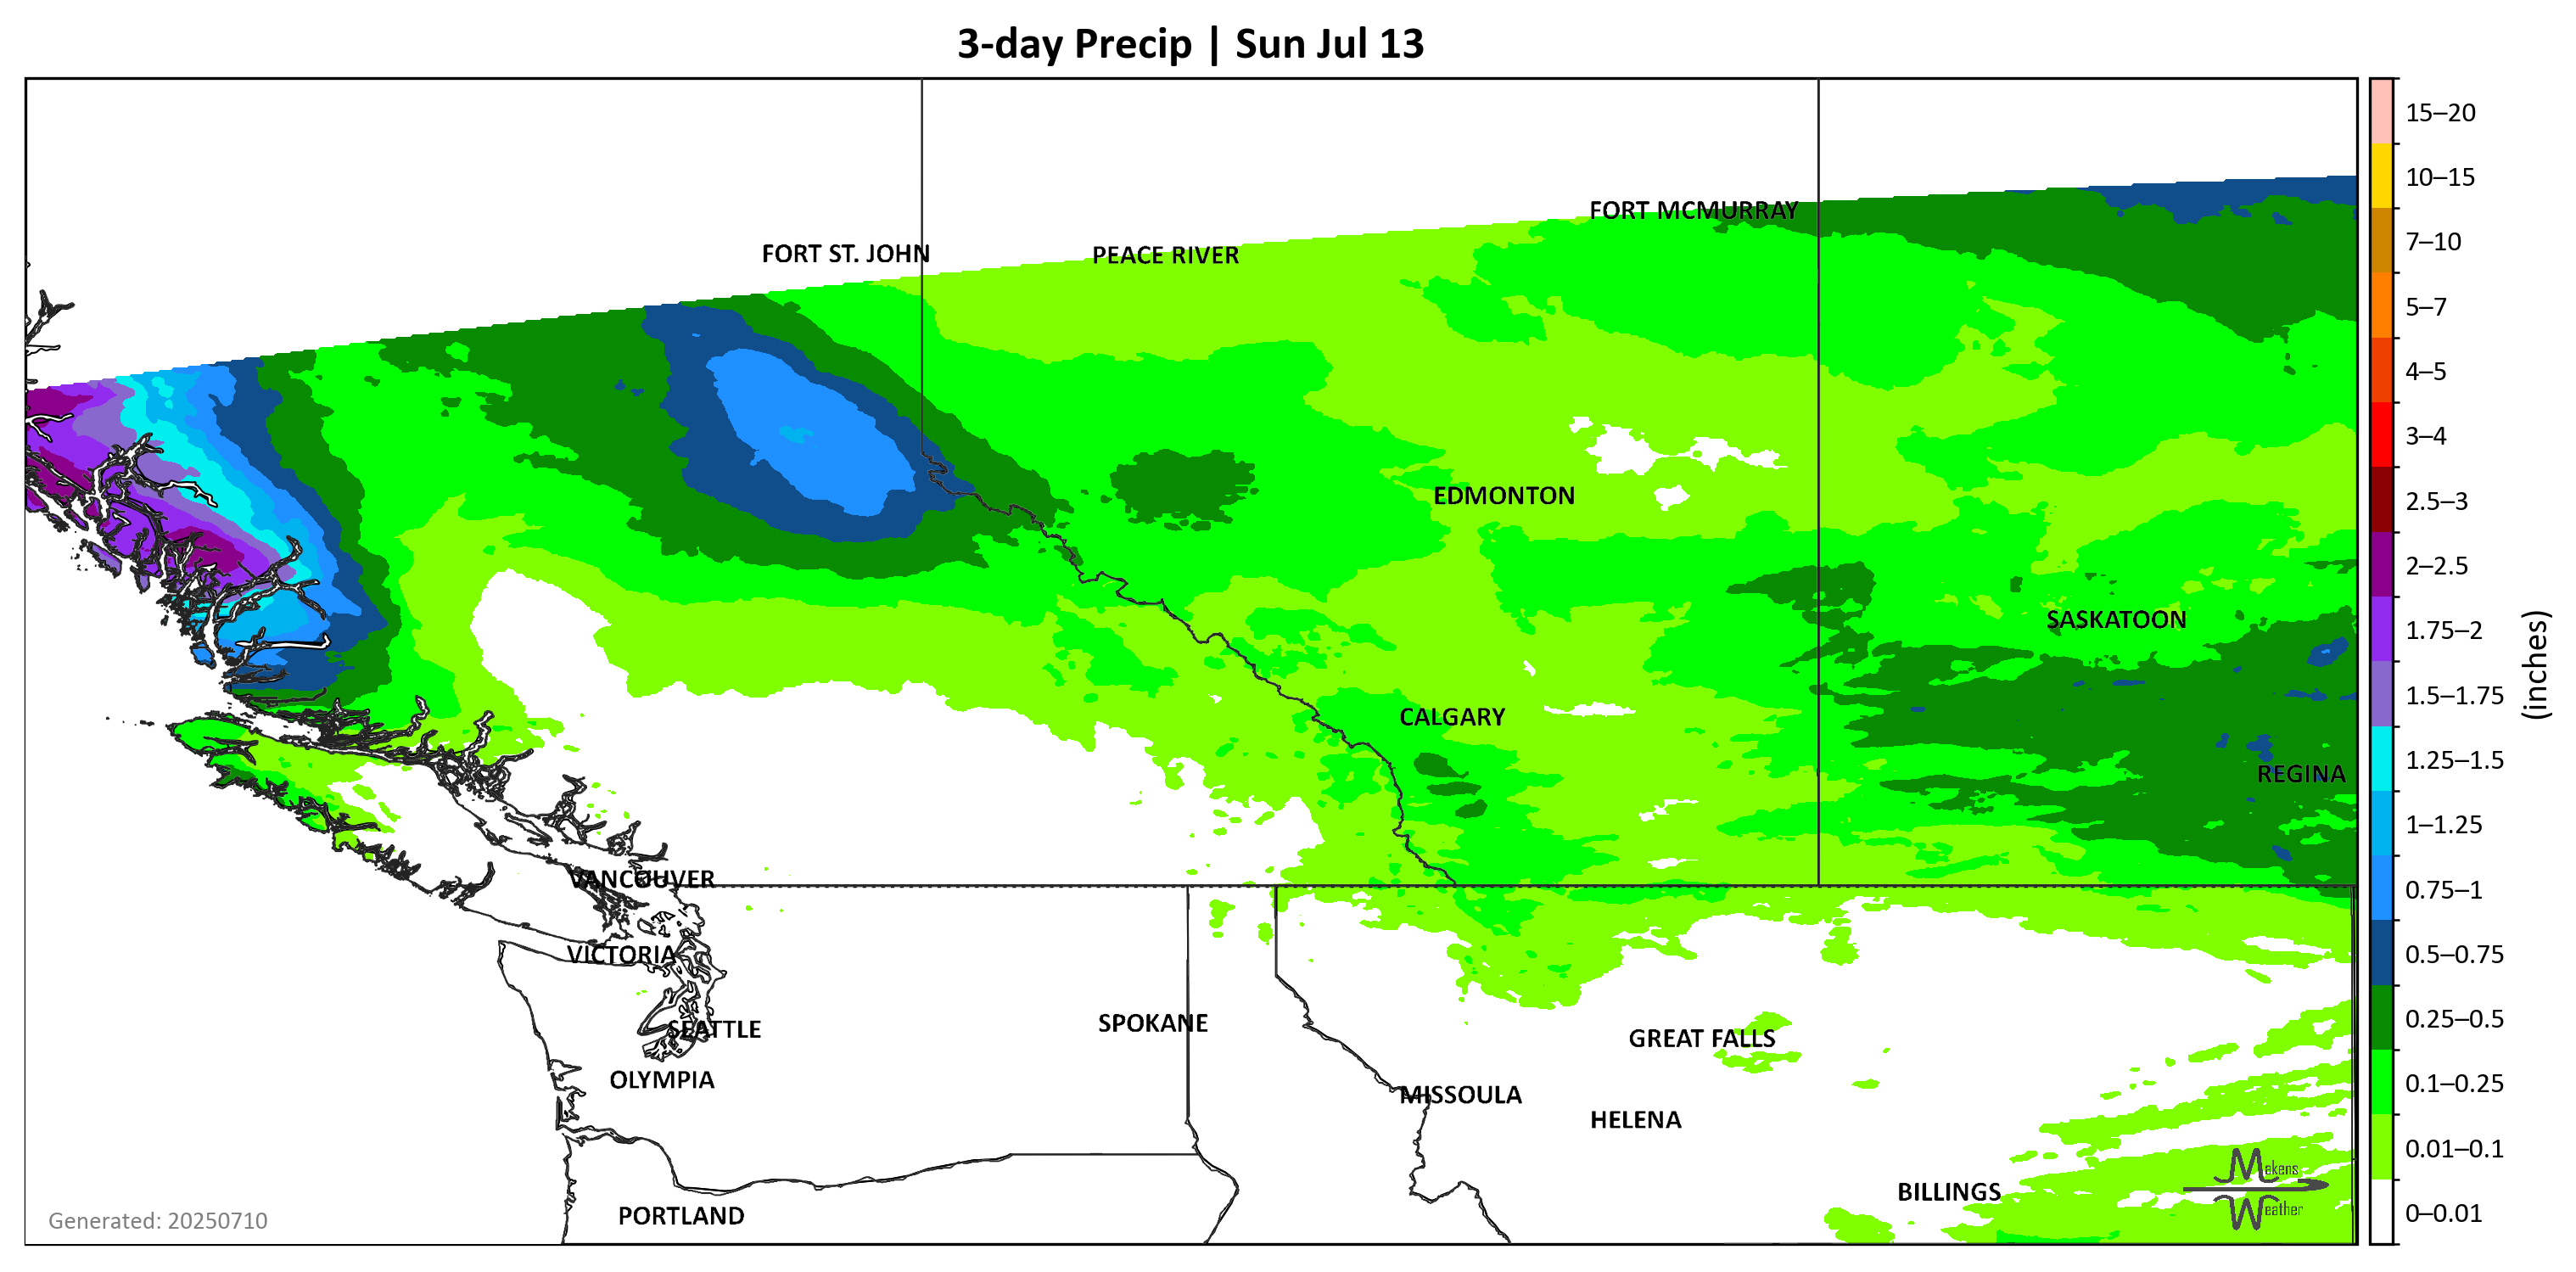 3-day Precip | Sun Jul 13
FORT MCMURRAY
FORT ST. JOHN
PEACE RIVER
EDMONTON
SASKATOON
CALGARY
REGINA
VANCOUVER
VICTORIA
SEATTLE
SPOKANE
GREAT FALLS
OLYMPIA
MISSOULA
HELENA
BILLINGS
PORTLAND
Makens
Weather
Generated: 20250710
15–20
10–15
7–10
5–7
4–5
3–4
2.5–3
2–2.5
1.75–2
1.5–1.75
1.25–1.5
1–1.25
0.75–1
0.5–0.75
0.25–0.5
0.1–0.25
0.01–0.1
0–0.01
(inches)